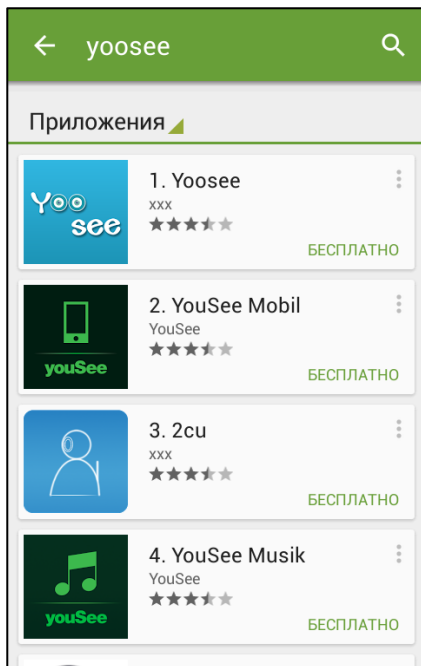 yoosee
Приложения
Yoo
see
1. Yoosee
xxx
БЕСПЛАТНО
youSee
2. YouSee Mobil
YouSee
БЕСПЛАТНО
3. 2cu
xxx
БЕСПЛАТНО
youSee
4. YouSee Musik
YouSee
БЕСПЛАТНО